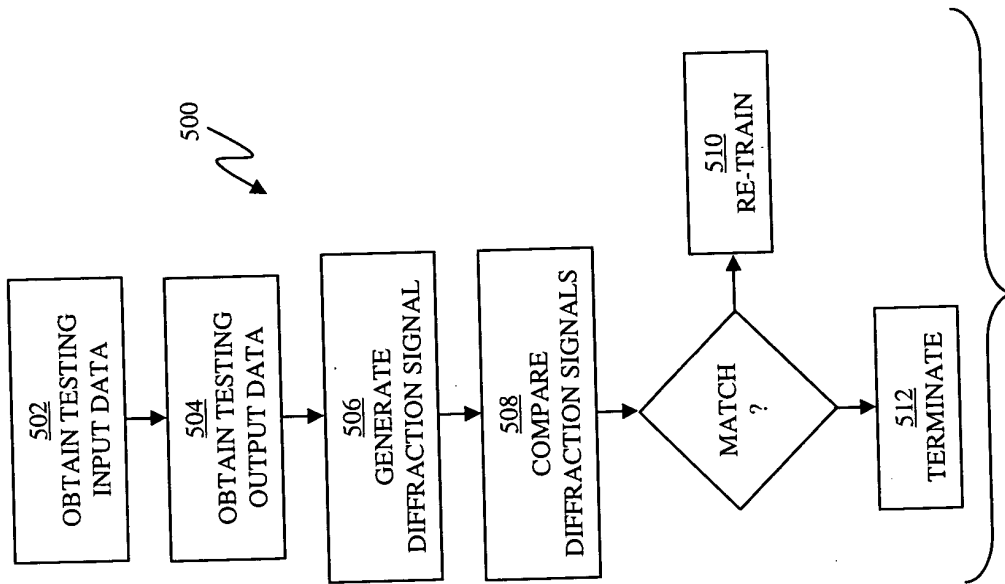 500
502
OBTAIN TESTING
INPUT DATA
504
OBTAIN TESTING
OUTPUT DATA
506
GENERATE
DIFFRACTION SIGNAL
508
COMPARE
DIFFRACTION SIGNALS
MATCH
?
510
RE-TRAIN
512
TERMINATE